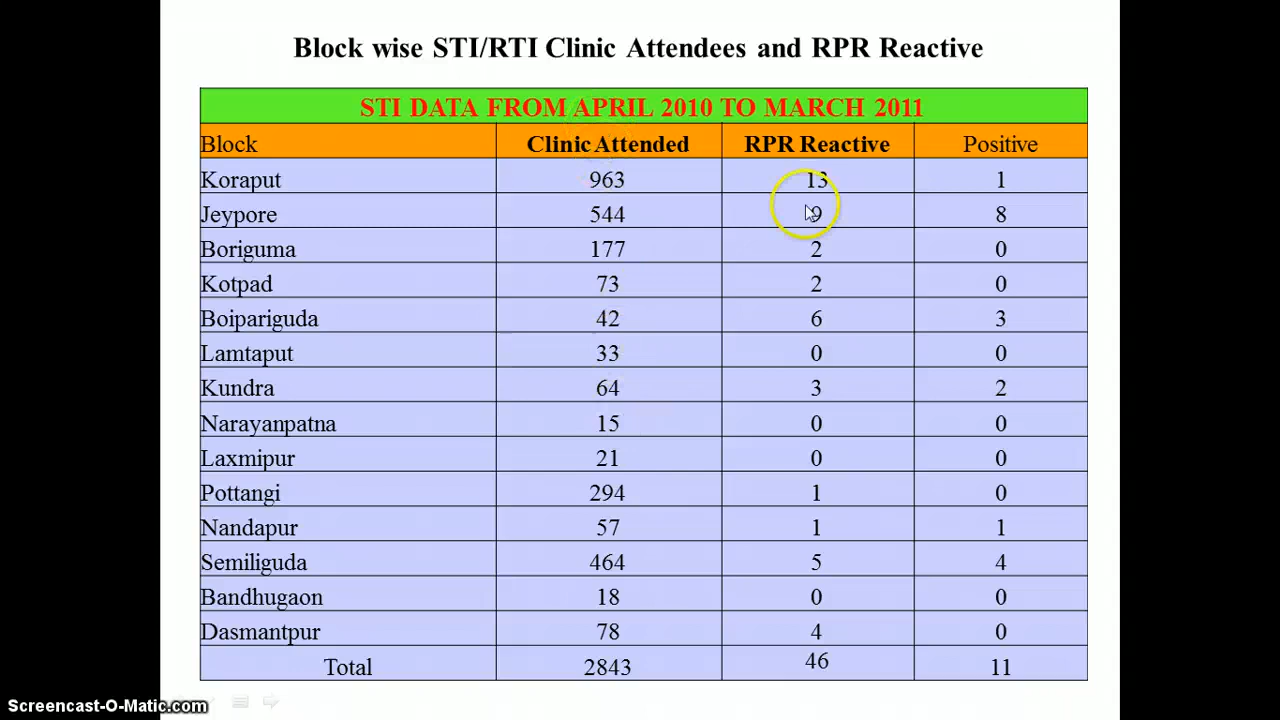 Block wise STI/RTI Clinic Attendees and RPR Reactive
STI DATA FROM APRIL 2010 TO MARCH 2011
Block Clinic Attended RPR Reactive Positive
Koraput 963 13 1
Jeypore 544 9 8
Boriguma 177 2 0
Kotpad 73 2 0
Boipariguda 42 6 3
Lamtaput 33 0 0
Kundra 64 3 2
Narayanpatna 15 0 0
Laxmipur 21 0 0
Pottangi 294 1 0
Nandapur 57 1 1
Semiliguda 464 5 4
Bandhugaon 18 0 0
Dasmantpur 78 4 0
Total 2843 46 11
Screencast-O-Matic.com